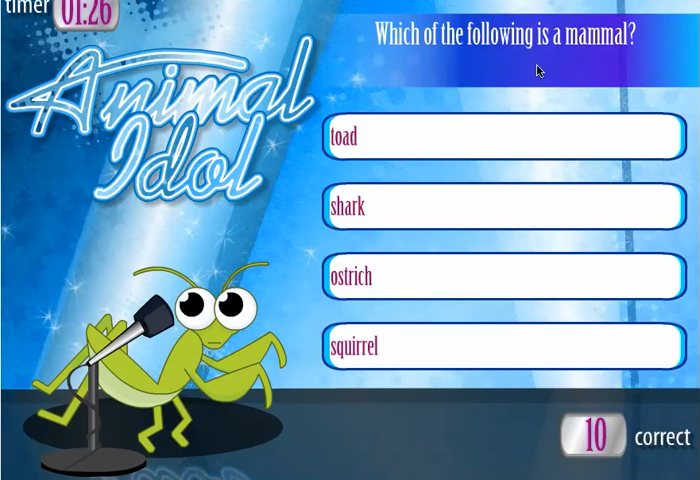 timer 01:26
Which of the following is a mammal?
Animal
Idol
toad
shark
ostrich
squirrel
10 correct